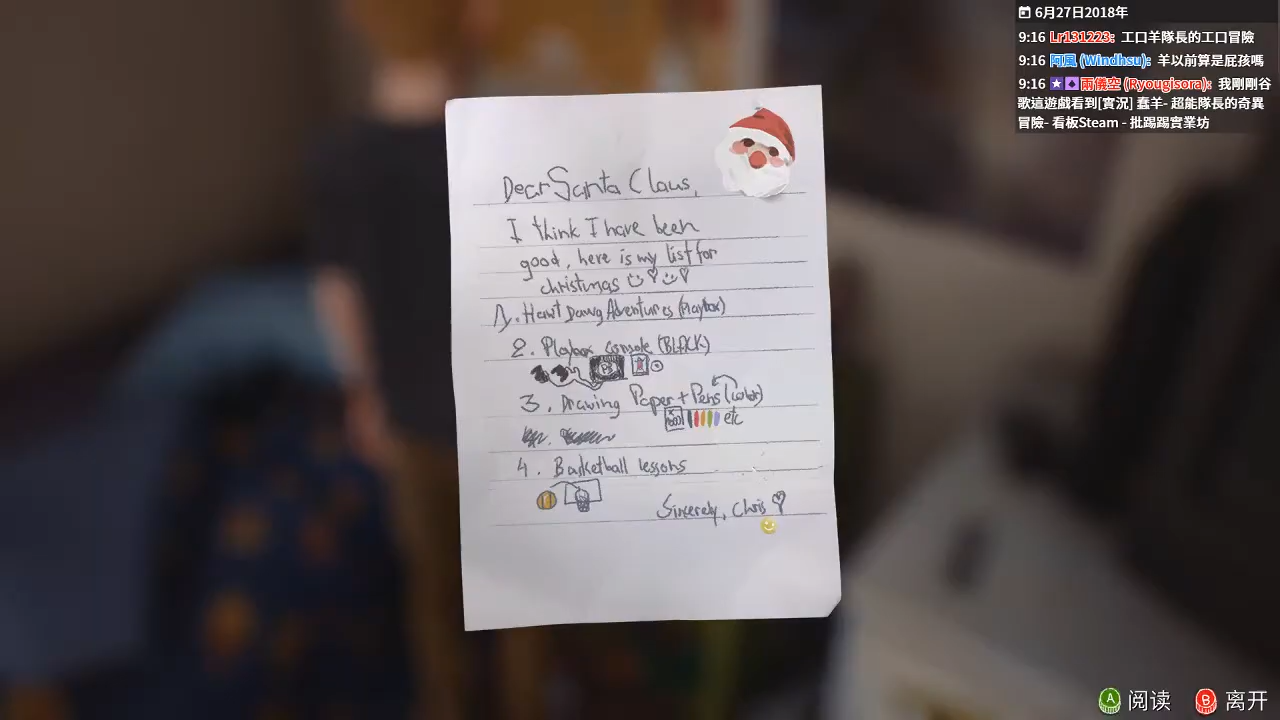 6月27日2018年
9:16 Lr131223: 工口羊隊長的工口冒險
9:16 阿風 (Windhsu): 羊以前算是屁孩嗎
9:16 雨儀空 (Ryougisora): 我剛剛谷
歌這遊戲看到[實況] 蠢羊- 超能隊長的奇異
冒險- 看板Steam - 批踢踢實業坊
Dear Santa Claus,
I think I have been
good, here is my list for
christmas
1. Hawt Dawg Adventures (Playbox)
2. Playbox console (BLACK)
3. Drawing Paper + Pens (color)
etc
4. Basketball lessons
Sincerely, Chris
A 阅读 B 离开